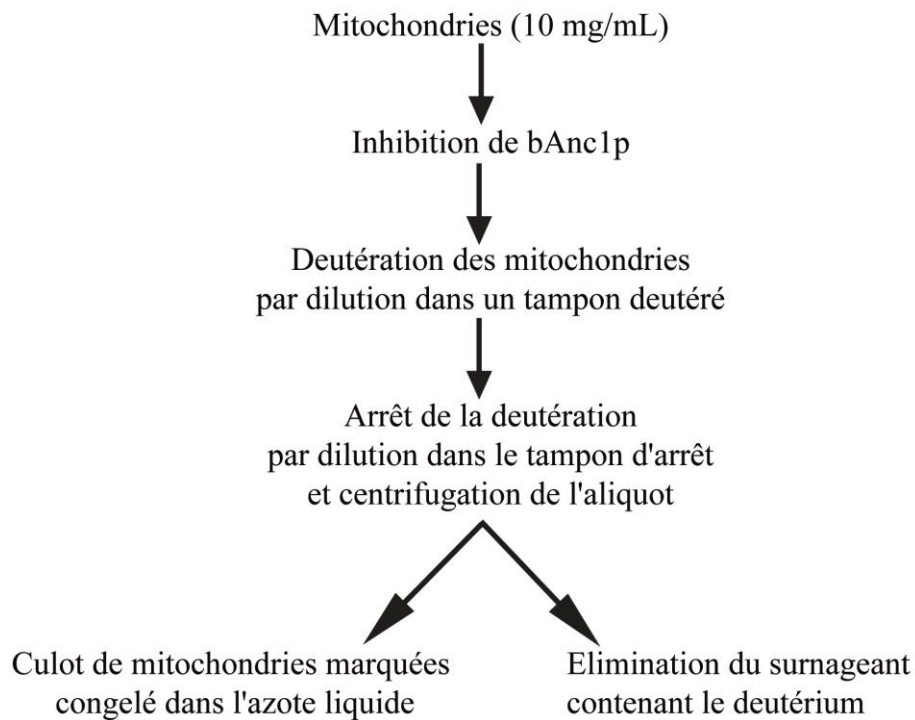 Mitochondries (10 mg/mL)
Inhibition de bAnc1p
Deutération des mitochondries
par dilution dans un tampon deutéré
Arrêt de la deutération
par dilution dans le tampon d'arrêt
et centrifugation de l'aliquot
Culot de mitochondries marquées
congelé dans l'azote liquide
Elimination du surnageant
contenant le deutérium